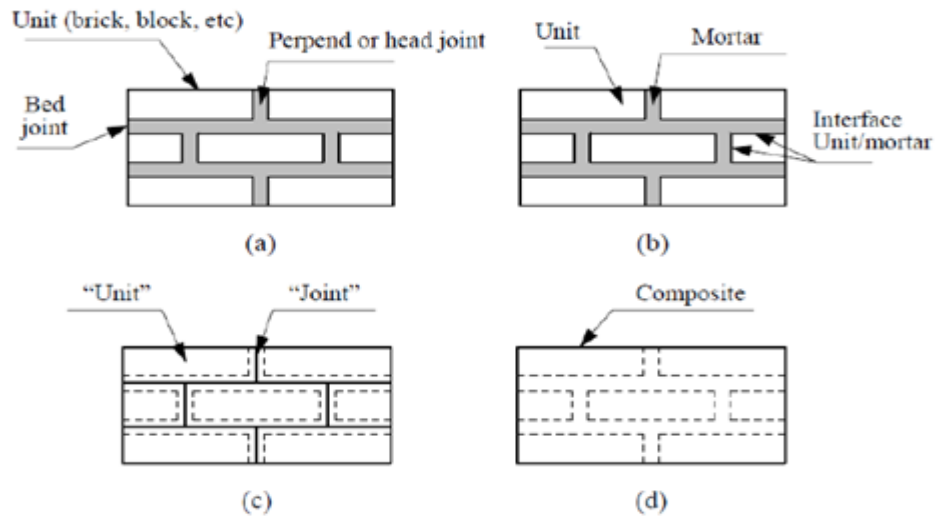 Unit (brick, block, etc)
Perpend or head joint
Bed
joint
(a)
Unit
Mortar
Interface
Unit/mortar
(b)
“Unit”
“Joint”
(c)
Composite
(d)